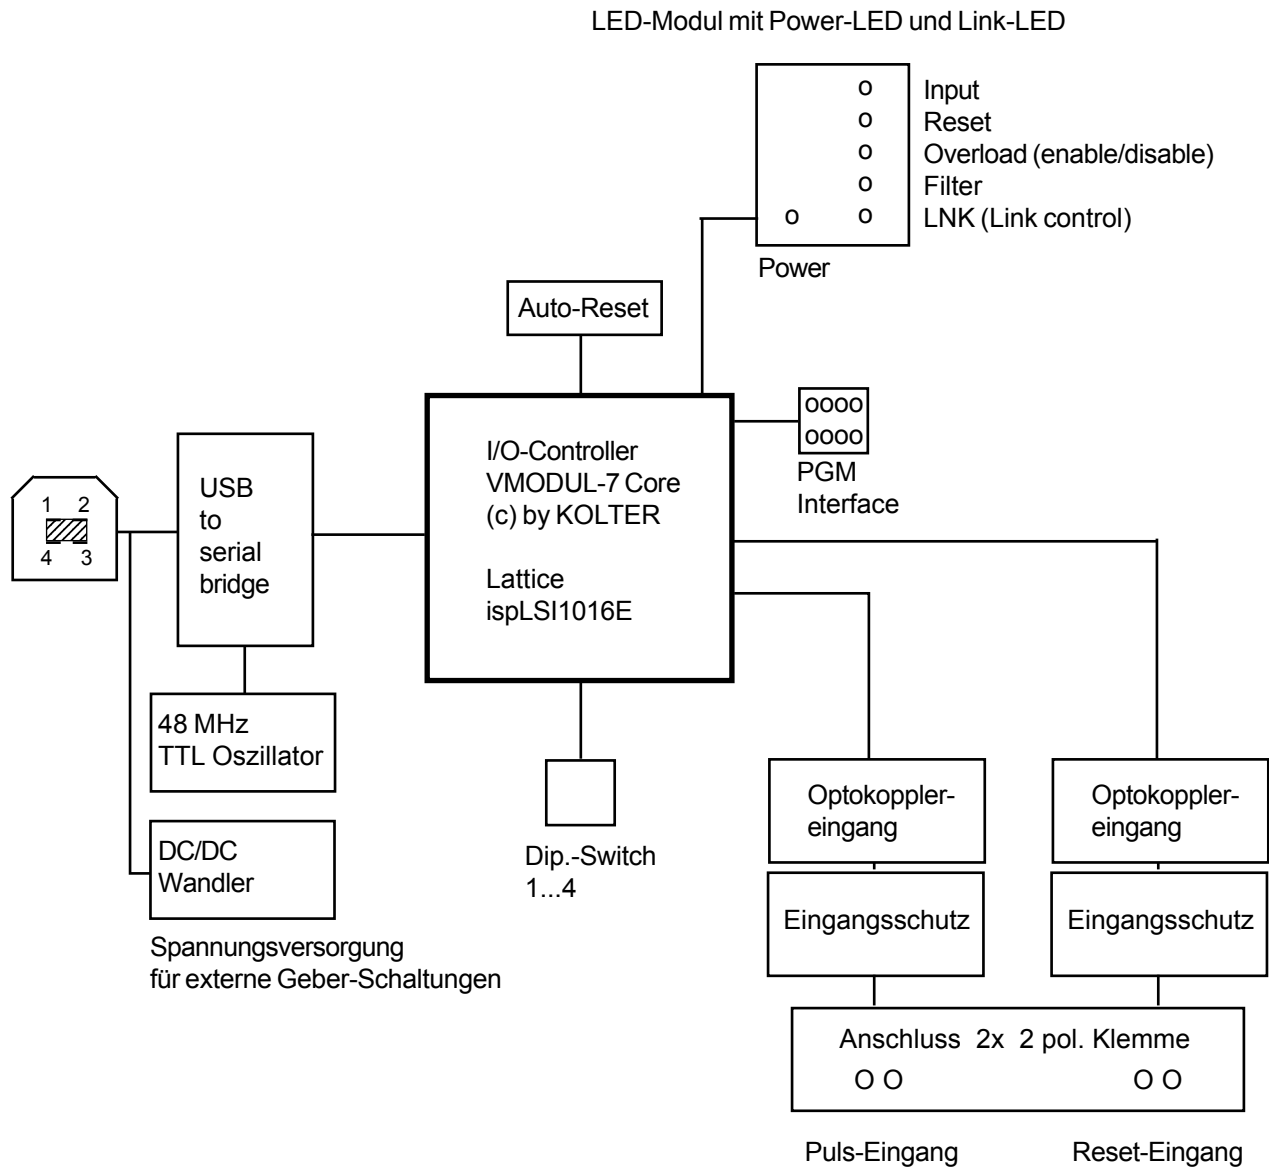 LED-Modul mit Power-LED und Link-LED
o Input
o Reset
o Overload (enable/disable)
o Filter
o o LNK (Link control)
Power
Auto-Reset
oooo
oooo
PGM
Interface
I/O-Controller
VMODUL-7 Core
(c) by KOLTER
Lattice
ispLSI1016E
USB
to
serial
bridge
1 2
4 3
48 MHz
TTL Oszillator
DC/DC
Wandler
Spannungsversorgung
für externe Geber-Schaltungen
Dip.-Switch
1...4
Optokoppler-
eingang
Optokoppler-
eingang
Eingangsschutz
Eingangsschutz
Anschluss 2x 2 pol. Klemme
O O O O
Puls-Eingang
Reset-Eingang